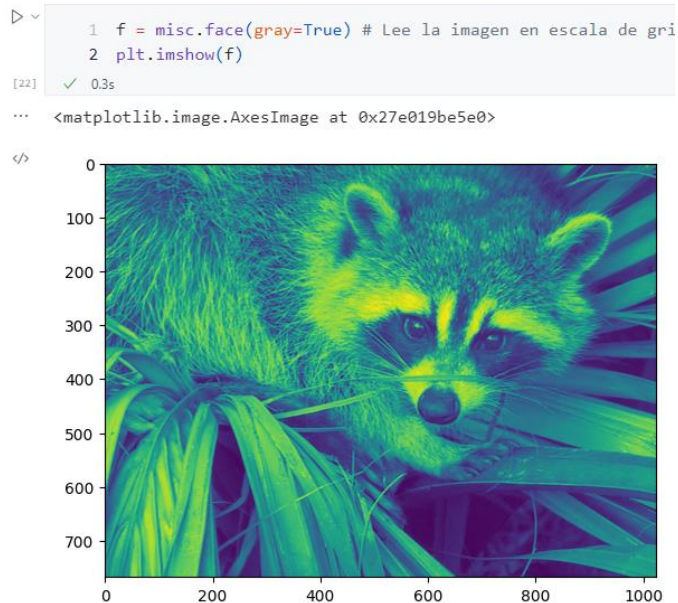 1 f = misc.face(gray=True) # Lee la imagen en escala de gri
2 plt.imshow(f)
[22] ✓ 0.3s
... <matplotlib.image.AxesImage at 0x27e019be5e0>
</>
0
100
200
300
400
500
600
700
0 200 400 600 800 1000